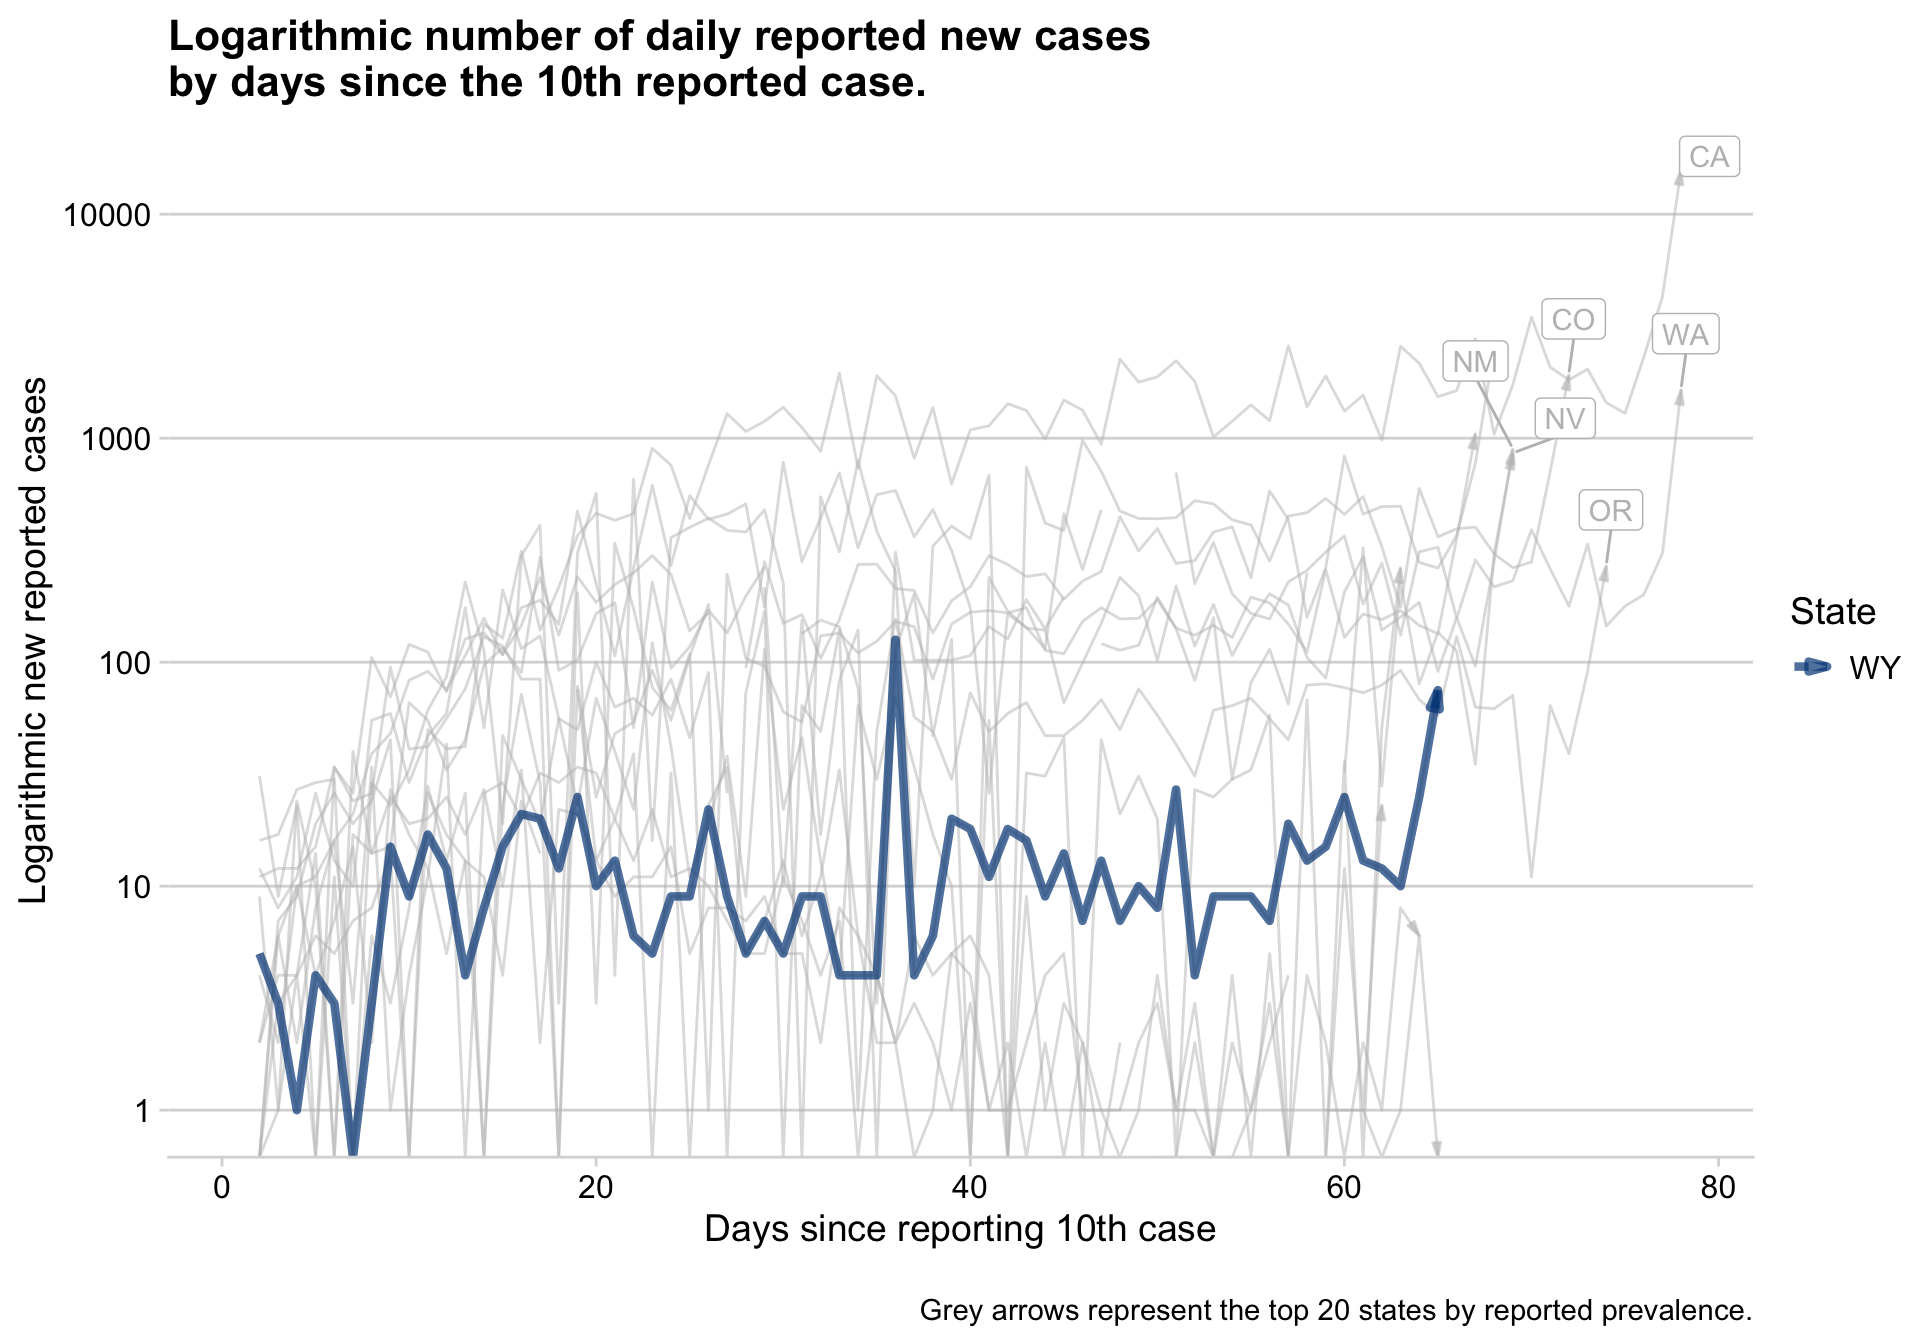 Logarithmic number of daily reported new cases
by days since the 10th reported case.
Logarithmic new reported cases
10000
1000
100
10
1
CA
CO
WA
NM
NV
OR
State
WY
0 20 40 60 80
Days since reporting 10th case
Grey arrows represent the top 20 states by reported prevalence.